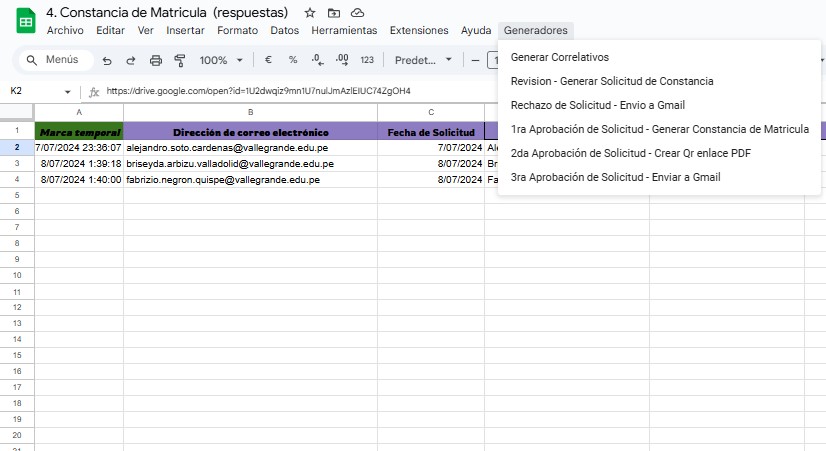 4. Constancia de Matricula (respuestas)
Archivo Editar Ver Insertar Formato Datos Herramientas Extensiones Ayuda Generadores
Menús 100% € % .0 .00 123 Predet...
K2 fx https://drive.google.com/open?id=1U2dwqiz9mn1U7nulJmAzlEIUC74ZgOH4
Generar Correlativos
Revision - Generar Solicitud de Constancia
Rechazo de Solicitud - Envio a Gmail
1ra Aprobación de Solicitud - Generar Constancia de Matricula
2da Aprobación de Solicitud - Crear Qr enlace PDF
3ra Aprobación de Solicitud - Enviar a Gmail
A B C
1 Marca temporal Dirección de correo electrónico Fecha de Solicitud
2 7/07/2024 23:36:07 alejandro.soto.cardenas@vallegrande.edu.pe 7/07/2024
3 8/07/2024 1:39:18 briseyda.arbizu.valladolid@vallegrande.edu.pe 8/07/2024 Br
4 8/07/2024 1:40:00 fabrizio.negron.quispe@vallegrande.edu.pe 8/07/2024 Fa
5
6
7
8
9
10
11
12
13
14
15
16
17
18
19
20